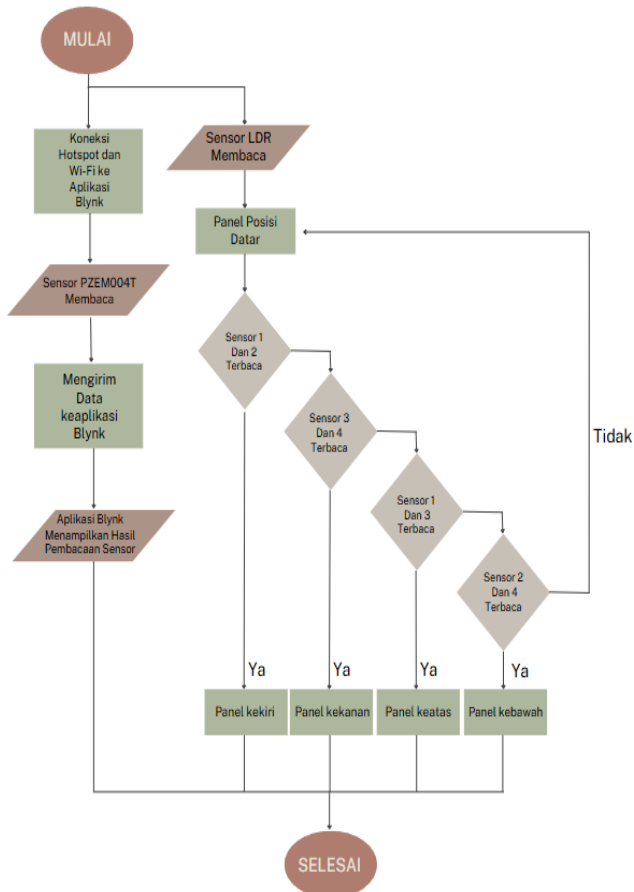 MULAI
Koneksi
Hotspot dan
Wi-Fi ke
Aplikasi
Blynk
Sensor PZEM004T
Membaca
Mengirim
Data
keaplikasi
Blynk
Aplikasi Blynk
Menampilkan Hasil
Pembacaan Sensor
Sensor LDR
Membaca
Panel Posisi
Datar
Sensor 1
Dan 2
Terbaca
Sensor 3
Dan 4
Terbaca
Sensor 1
Dan 3
Terbaca
Sensor 2
Dan 4
Terbaca
Tidak
Ya
Ya
Ya
Ya
Panel kekiri
Panel kekanan
Panel keatas
Panel kebawah
SELESAI